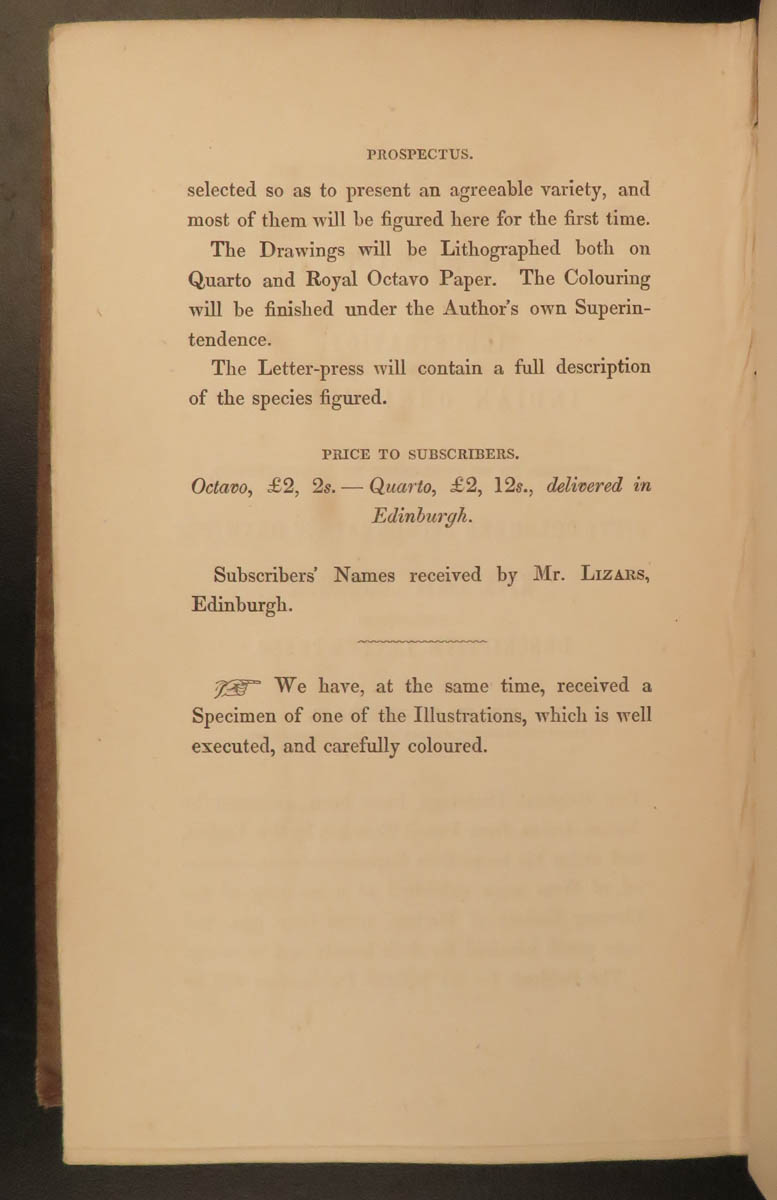 PROSPECTUS.
selected so as to present an agreeable variety, and
most of them will be figured here for the first time.
The Drawings will be Lithographed both on
Quarto and Royal Octavo Paper. The Colouring
will be finished under the Author's own Superin-
tendence.
The Letter-press will contain a full description
of the species figured.
PRICE TO SUBSCRIBERS.
Octavo, £2, 2s. — Quarto, £2, 12s., delivered in
Edinburgh.
Subscribers' Names received by Mr. LIZARS,
Edinburgh.
☞ We have, at the same time, received a
Specimen of one of the Illustrations, which is well
executed, and carefully coloured.